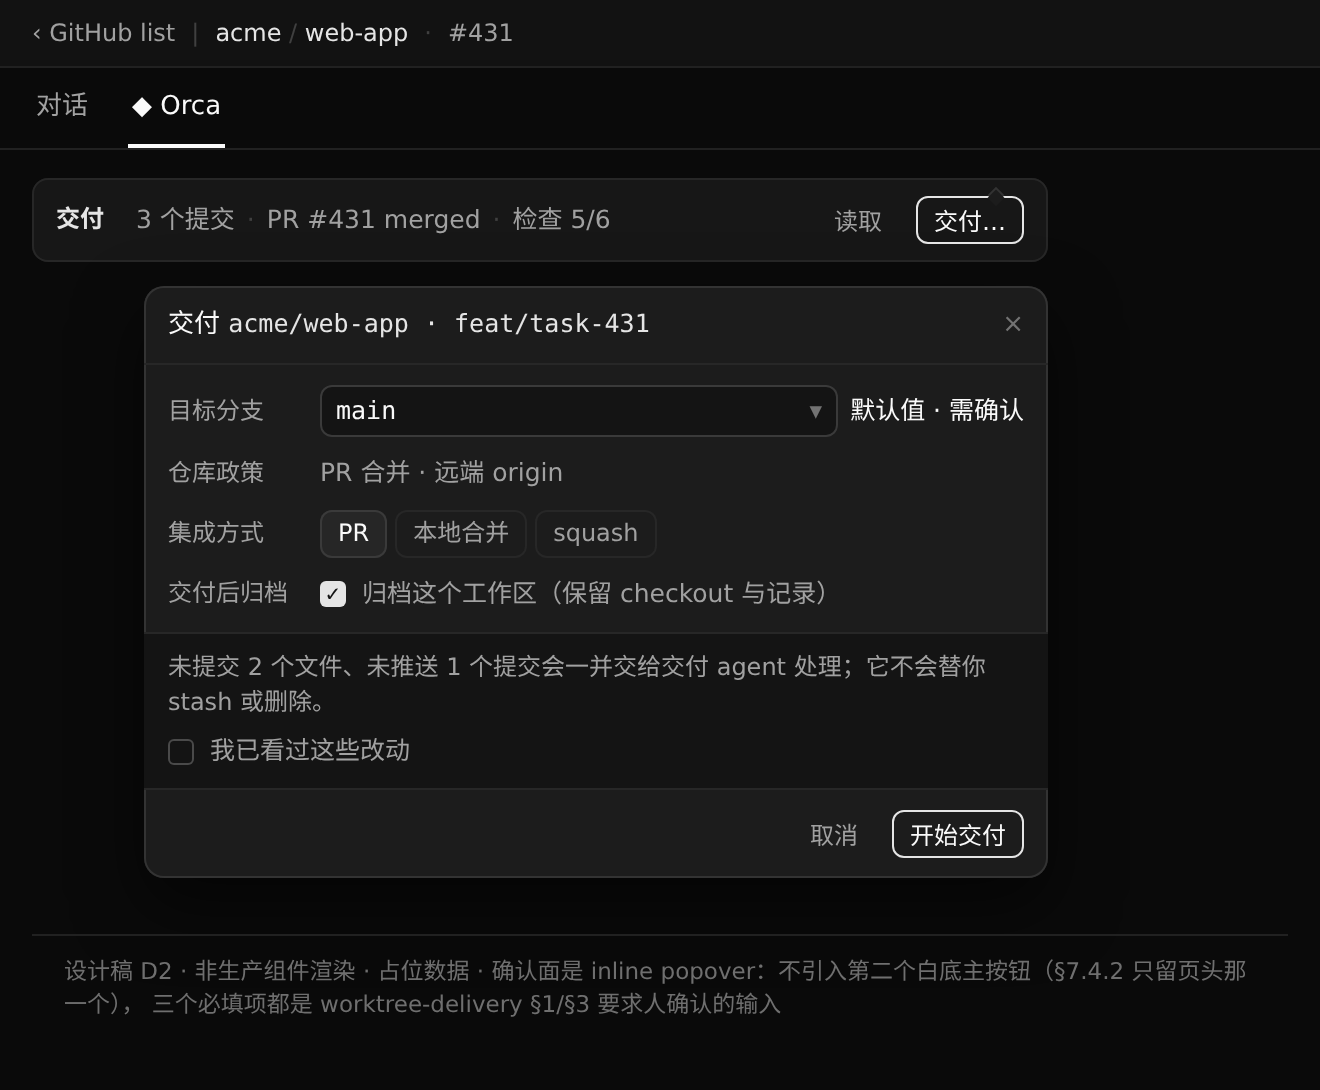 ‹ GitHub list | acme / web-app · #431
对话 ◆ Orca
交付 3 个提交 · PR #431 merged · 检查 5/6 读取 交付…
交付 acme/web-app · feat/task-431 ×
目标分支 main ▼ 默认值 · 需确认
仓库政策 PR 合并 · 远端 origin
集成方式 PR 本地合并 squash
交付后归档 ✓ 归档这个工作区（保留 checkout 与记录）
未提交 2 个文件、未推送 1 个提交会一并交给交付 agent 处理；它不会替你
stash 或删除。
我已看过这些改动
取消 开始交付
设计稿 D2 · 非生产组件渲染 · 占位数据 · 确认面是 inline popover：不引入第二个白底主按钮（§7.4.2 只留页头那
一个）， 三个必填项都是 worktree-delivery §1/§3 要求人确认的输入